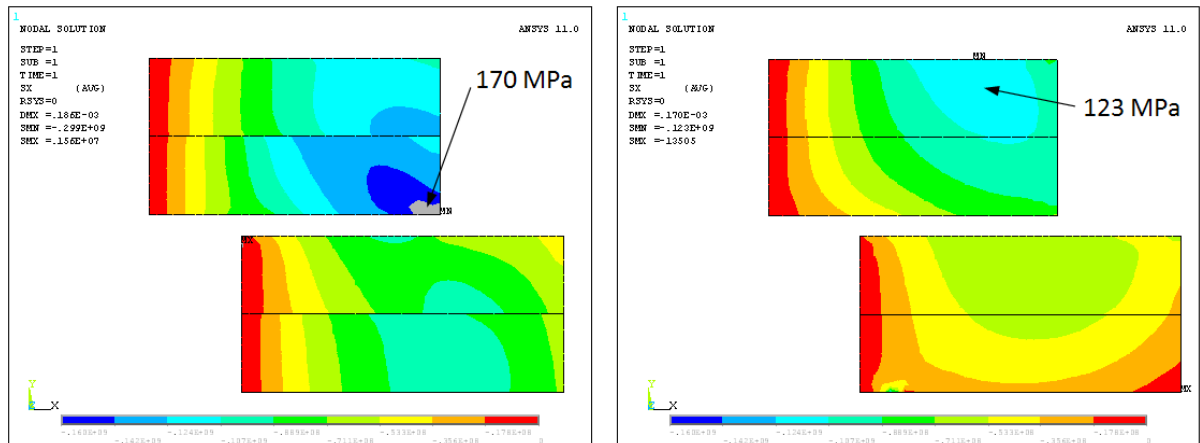 1
NODAL SOLUTION
ANSYS 11.0
STEP=1
SUB =1
TIME=1
SX (AVG)
RSYS=0
DMX =.186E-03
SMN =-.299E+09
SMX =.156E+07
170 MPa
MN
MX
Y
Z X
-.160E+09 -.124E+09 -.889E+08 -.533E+08 -.178E+08
-.142E+09 -.107E+09 -.711E+08 -.356E+08 0
1
NODAL SOLUTION
ANSYS 11.0
STEP=1
SUB =1
TIME=1
SX (AVG)
RSYS=0
DMX =.170E-03
SMN =-.123E+09
SMX =-13505
MN
123 MPa
MX
Y
Z X
-.160E+09 -.124E+09 -.889E+08 -.533E+08 -.178E+08
-.142E+09 -.107E+09 -.711E+08 -.356E+08 0